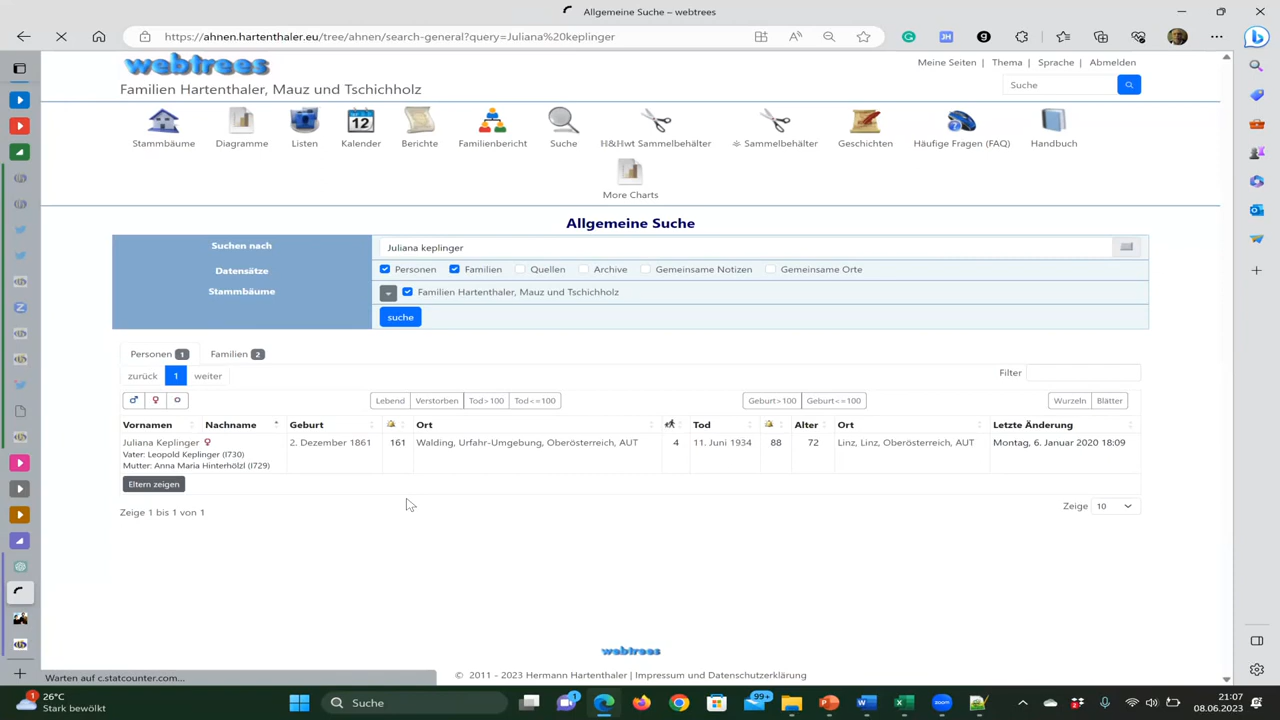 Allgemeine Suche – webtrees
https://ahnen.hartenthaler.eu/tree/ahnen/search-general?query=Juliana%20keplinger
webtrees
Meine Seiten | Thema | Sprache | Abmelden
Familien Hartenthaler, Mauz und Tschichholz
Suche
Stammbäume
Diagramme
Listen
12
Kalender
Berichte
Familienbericht
Suche
H&Hwt Sammelbehälter
Sammelbehälter
Geschichten
Häufige Fragen (FAQ)
Handbuch
More Charts
Allgemeine Suche
Suchen nach
Juliana keplinger
Datensätze
Personen
Familien
Quellen
Archive
Gemeinsame Notizen
Gemeinsame Orte
Stammbäume
Familien Hartenthaler, Mauz und Tschichholz
suche
Personen 1
Familien 2
zurück 1 weiter
Filter
Lebend Verstorben Tod>100 Tod<=100
Geburt>100 Geburt<=100
Wurzeln Blätter
Vornamen Nachname Geburt Ort Tod Alter Ort Letzte Änderung
Juliana Keplinger ♀ 2. Dezember 1861 161 Walding, Urfahr-Umgebung, Oberösterreich, AUT 4 11. Juni 1934 88 72 Linz, Linz, Oberösterreich, AUT Montag, 6. Januar 2020 18:09
Vater: Leopold Keplinger (I730)
Mutter: Anna Maria Hinterhölzl (I729)
Eltern zeigen
Zeige 1 bis 1 von 1
Zeige 10
webtrees
© 2011 - 2023 Hermann Hartenthaler | Impressum und Datenschutzerklärung
Warten auf c.statcounter.com...
26°C
Stark bewölkt
Suche
99+
21:07
08.06.2023